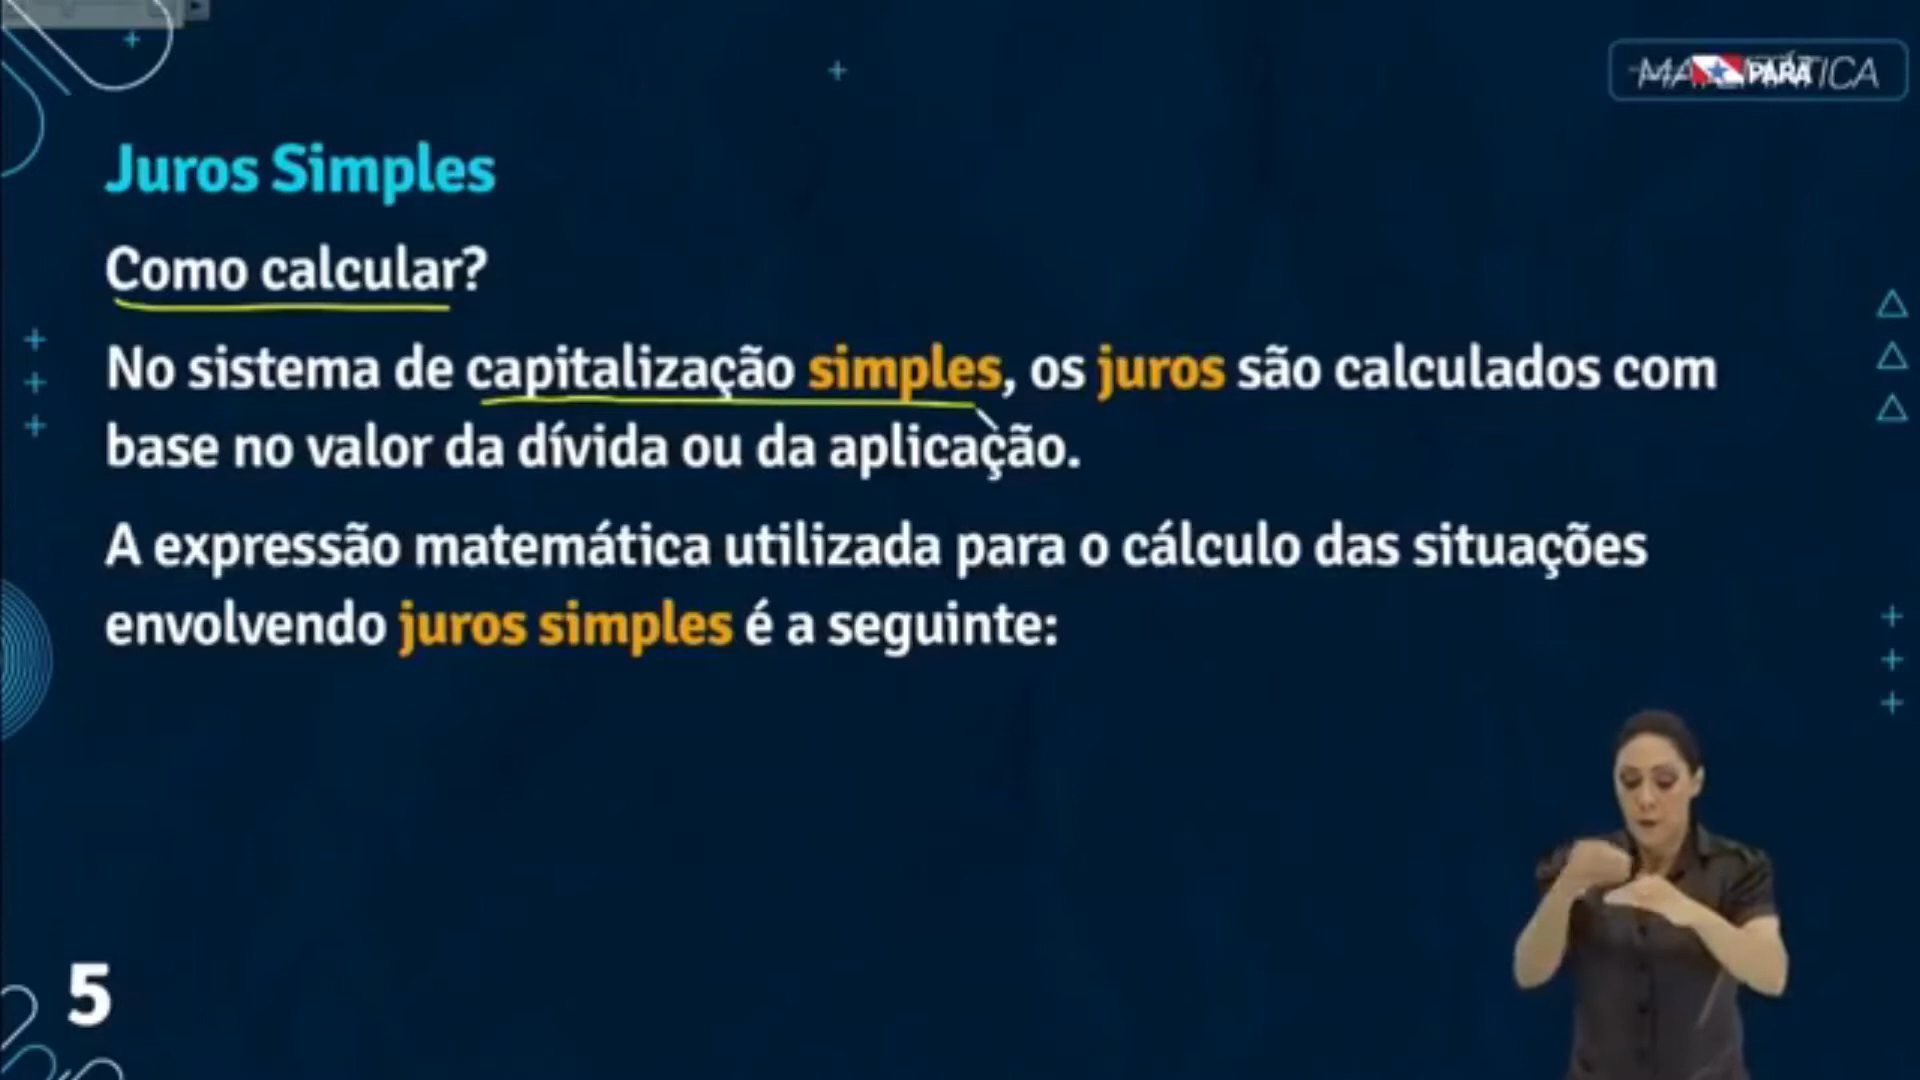 PARÁ
Juros Simples
Como calcular?
No sistema de capitalização simples, os juros são calculados com
base no valor da dívida ou da aplicação.
A expressão matemática utilizada para o cálculo das situações
envolvendo juros simples é a seguinte:
5